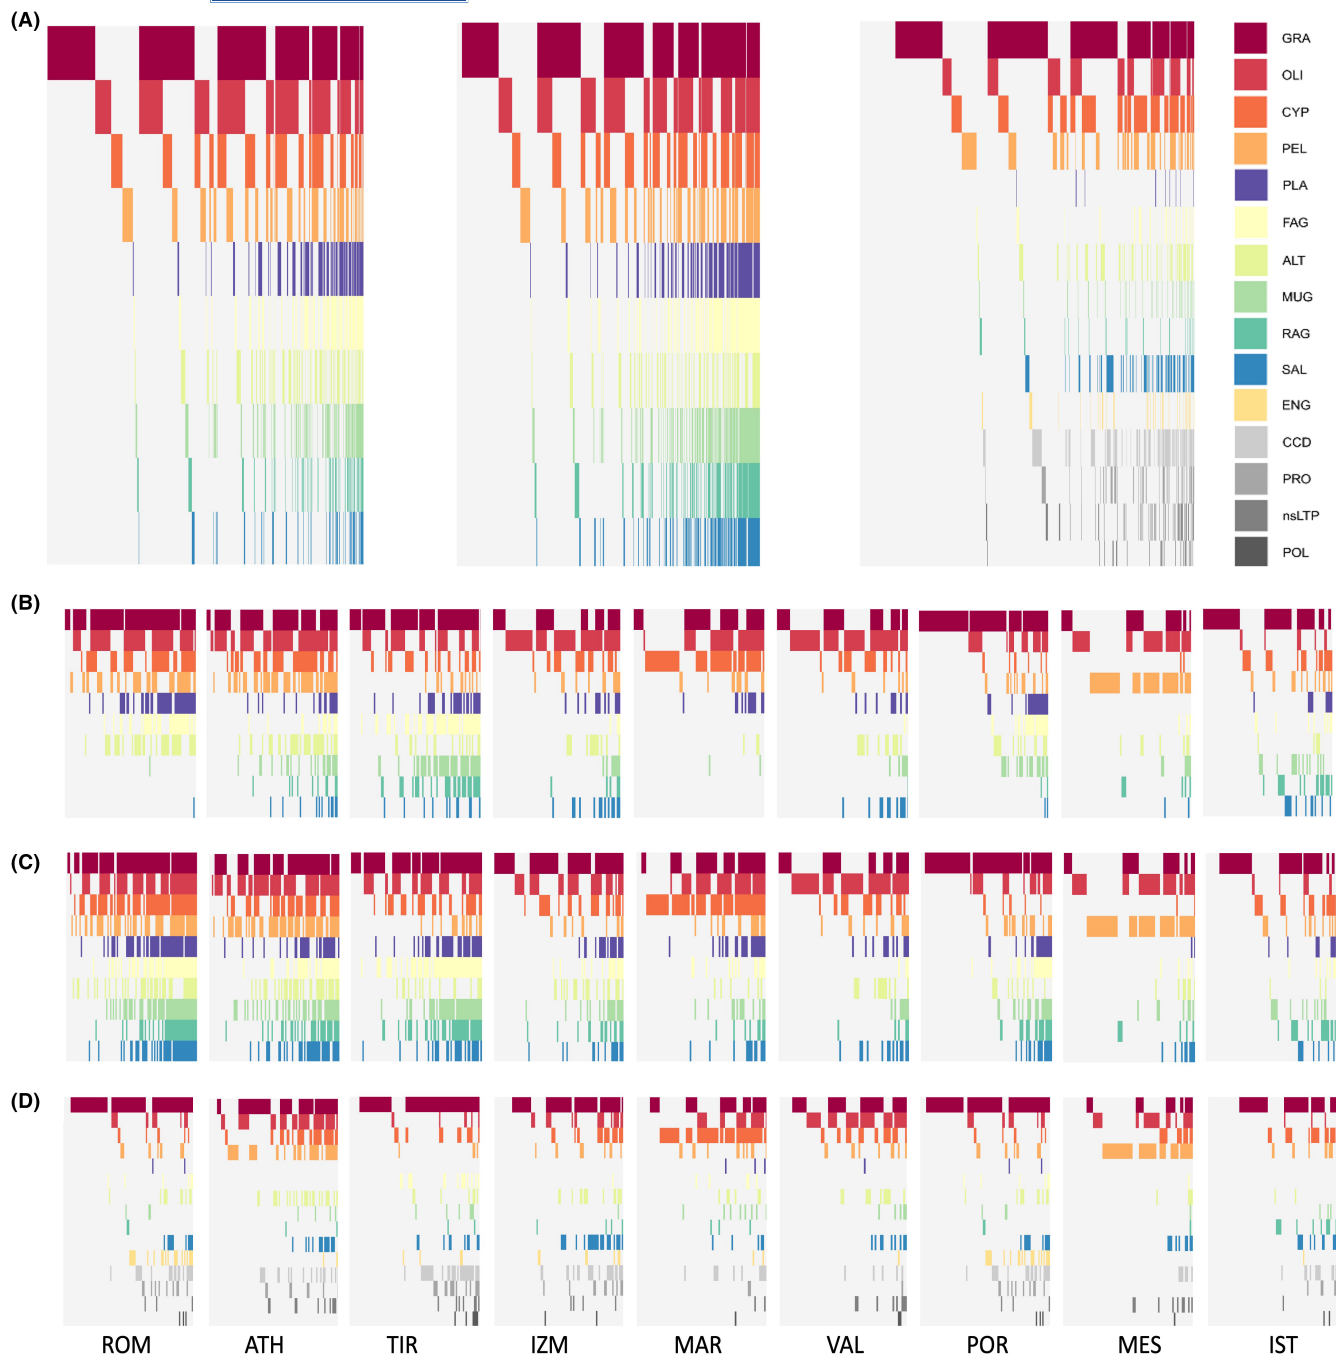 (A)
GRA
OLI
CYP
PEL
PLA
FAG
ALT
MUG
RAG
SAL
ENG
CCD
PRO
nsLTP
POL
(B)
(C)
(D)
ROM ATH TIR IZM MAR VAL POR MES IST